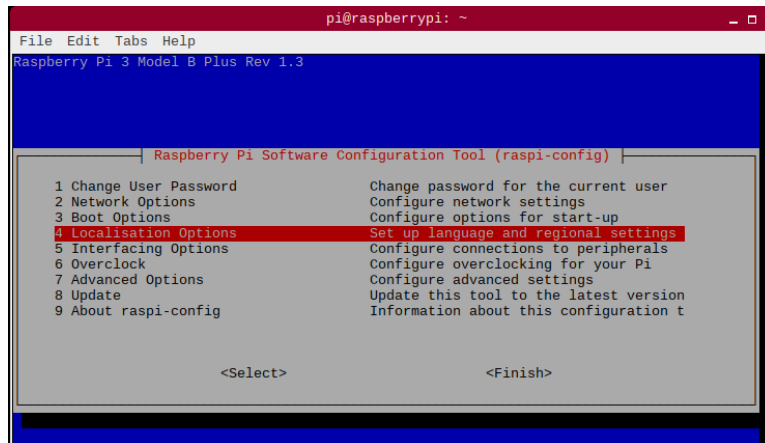 pi@raspberrypi: ~
File Edit Tabs Help
Raspberry Pi 3 Model B Plus Rev 1.3
Raspberry Pi Software Configuration Tool (raspi-config)
1 Change User Password Change password for the current user
2 Network Options Configure network settings
3 Boot Options Configure options for start-up
4 Localisation Options Set up language and regional settings
5 Interfacing Options Configure connections to peripherals
6 Overclock Configure overclocking for your Pi
7 Advanced Options Configure advanced settings
8 Update Update this tool to the latest version
9 About raspi-config Information about this configuration t
<Select> <Finish>